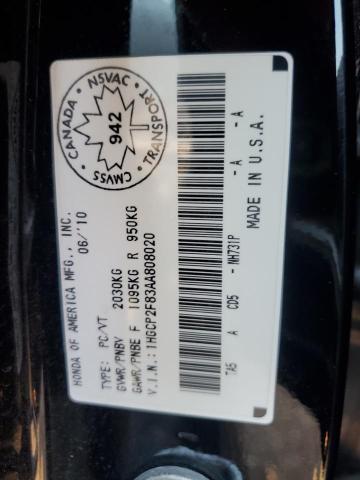 HONDA OF AMERICA MFG., INC.
06/'10
TYPE: PC/VT
GVWR/PNBV 2030KG
GAWR/PNBE F 1095KG R 950KG
V.I.N.: 1HGCP2F83AA808020
CANADA
NSVAC
942
CMVSS
TRANSPORT
TA5 A CD5 - NH731P - A - A
MADE IN U.S.A.